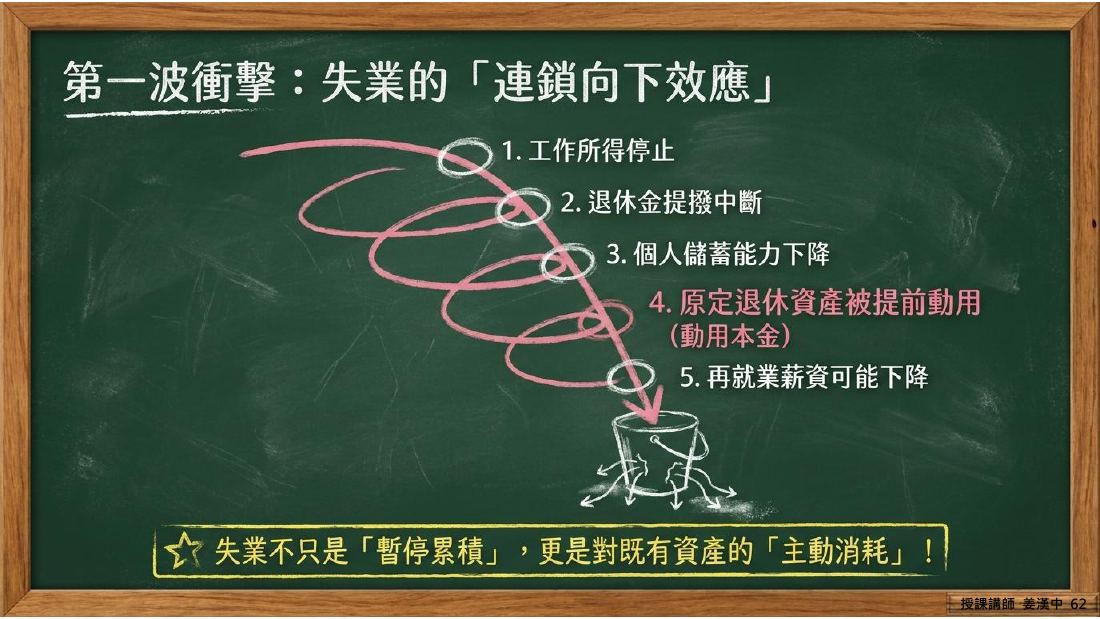 第一波衝擊：失業的「連鎖向下效應」
1. 工作所得停止
2. 退休金提撥中斷
3. 個人儲蓄能力下降
4. 原定退休資產被提前動用
（動用本金）
5. 再就業薪資可能下降
失業不只是「暫停累積」，更是對既有資產的「主動消耗」！
授課講師 姜漢中 62